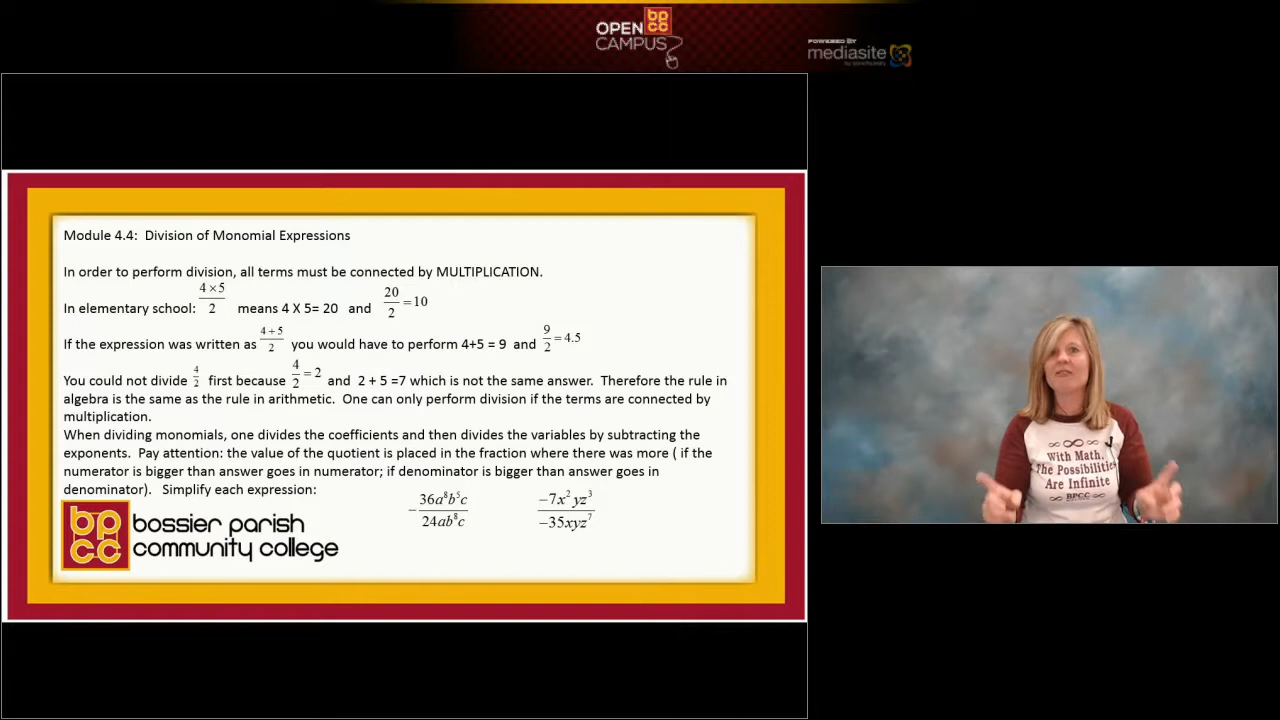 OPEN bpcc
CAMPUS
POWERED BY
mediasite
Module 4.4: Division of Monomial Expressions
In order to perform division, all terms must be connected by MULTIPLICATION.
In elementary school: (4×5)/2 means 4 X 5= 20 and 20/2 =10
If the expression was written as (4+5)/2 you would have to perform 4+5 = 9 and 9/2 =4.5
You could not divide 4/2 first because 4/2 =2 and 2 + 5 =7 which is not the same answer. Therefore the rule in
algebra is the same as the rule in arithmetic. One can only perform division if the terms are connected by
multiplication.
When dividing monomials, one divides the coefficients and then divides the variables by subtracting the
exponents. Pay attention: the value of the quotient is placed in the fraction where there was more ( if the
numerator is bigger than answer goes in numerator; if denominator is bigger than answer goes in
denominator). Simplify each expression:
−36a⁸b⁵c/24ab⁸c −7x²yz³/−35xyz⁷
bpcc bossier parish
community college
With Math.
The Possibilities
Are Infinite
BPCC